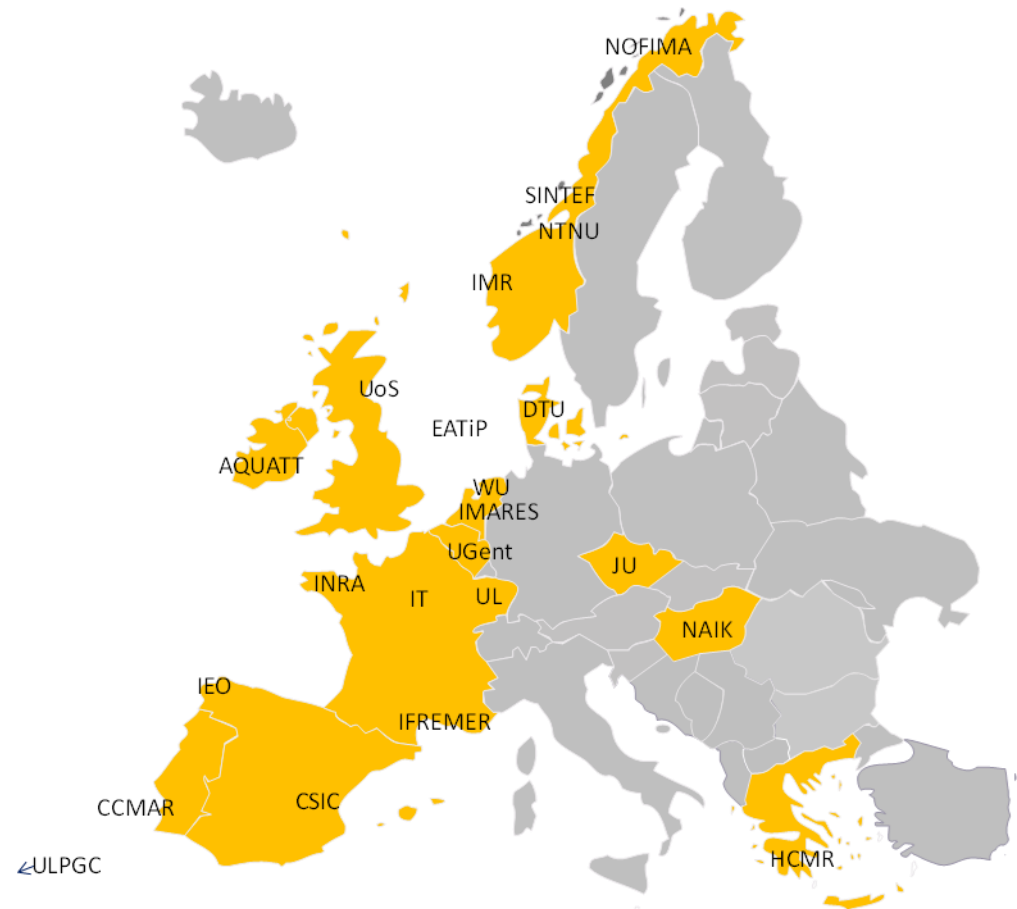 NOFIMA
SINTEF
NTNU
IMR
UoS
DTU
EATiP
AQUATT
WU
IMARES
UGent
JU
INRA
IT
UL
NAIK
IEO
IFREMER
CSIC
CCMAR
HCMR
ULPGC